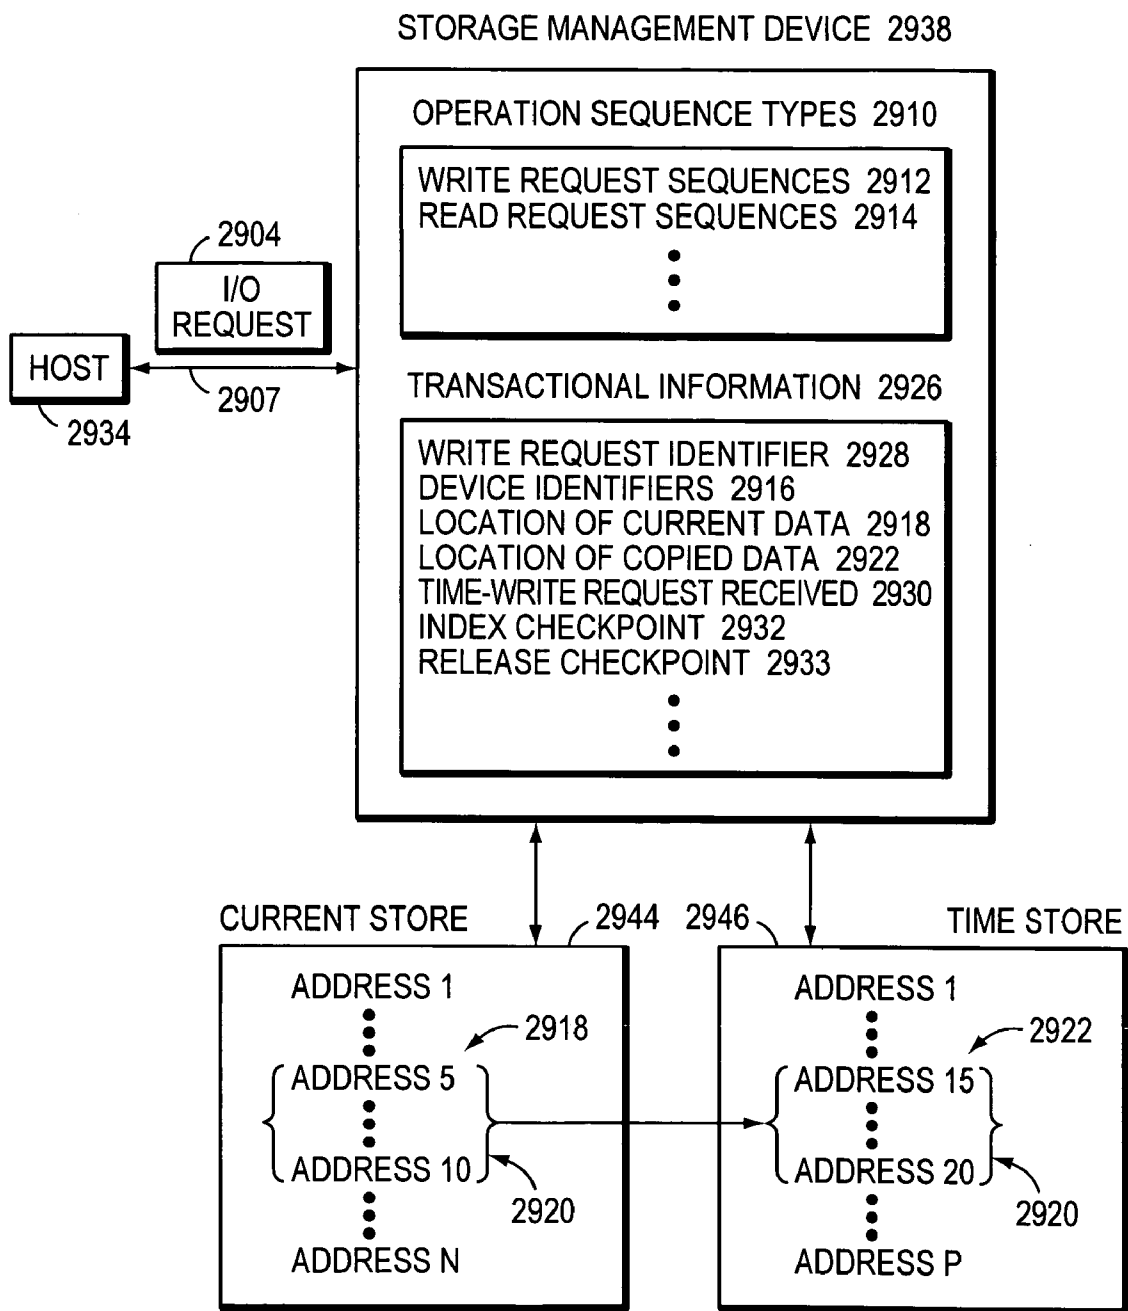 STORAGE MANAGEMENT DEVICE 2938
OPERATION SEQUENCE TYPES 2910
WRITE REQUEST SEQUENCES 2912
READ REQUEST SEQUENCES 2914
2904
I/O
REQUEST
HOST
2907
2934
TRANSACTIONAL INFORMATION 2926
WRITE REQUEST IDENTIFIER 2928
DEVICE IDENTIFIERS 2916
LOCATION OF CURRENT DATA 2918
LOCATION OF COPIED DATA 2922
TIME-WRITE REQUEST RECEIVED 2930
INDEX CHECKPOINT 2932
RELEASE CHECKPOINT 2933
CURRENT STORE
2944
2946
TIME STORE
ADDRESS 1
2918
ADDRESS 5
ADDRESS 10
2920
ADDRESS N
ADDRESS 1
2922
ADDRESS 15
ADDRESS 20
2920
ADDRESS P